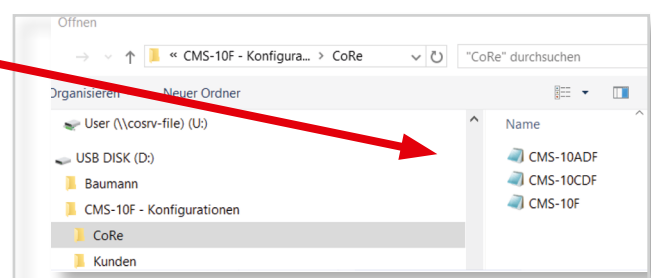 Öffnen
« CMS-10F - Konfigura... > CoRe
"CoRe" durchsuchen
Organisieren
Neuer Ordner
User (\\cosrv-file) (U:)
USB DISK (D:)
Baumann
CMS-10F - Konfigurationen
CoRe
Kunden
Name
CMS-10ADF
CMS-10CDF
CMS-10F